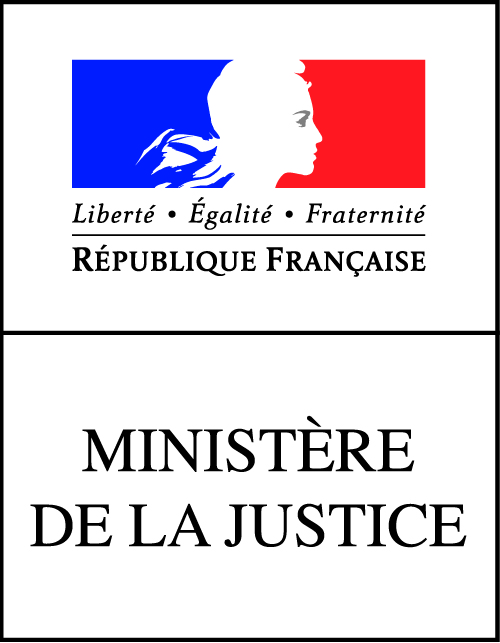 Liberté • Égalité • Fraternité
RÉPUBLIQUE FRANÇAISE
MINISTÈRE
DE LA JUSTICE